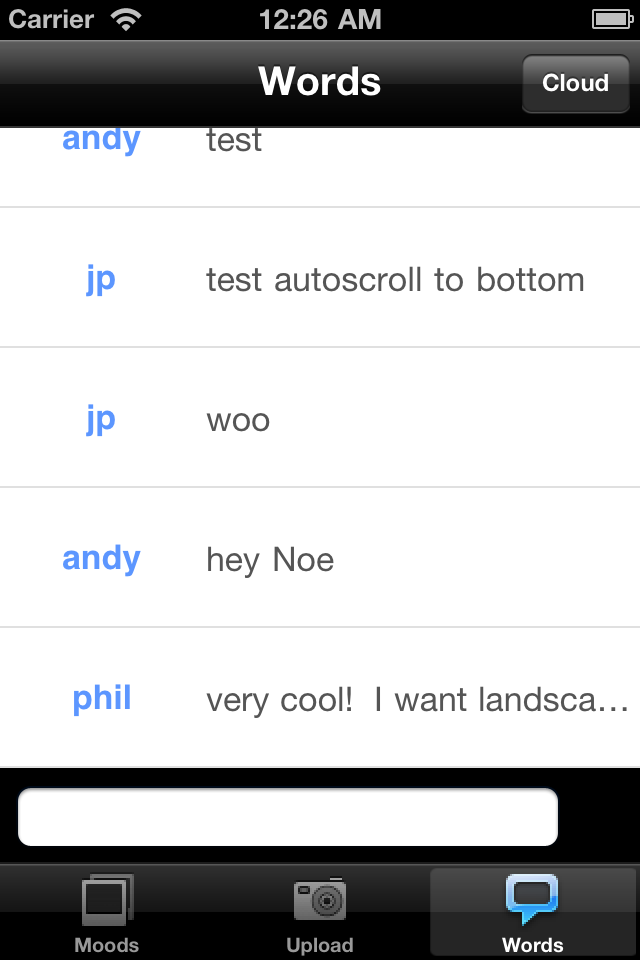 Carrier 12:26 AM
Words Cloud
andy test
jp test autoscroll to bottom
jp woo
andy hey Noe
phil very cool!  I want landsca…
Moods Upload Words